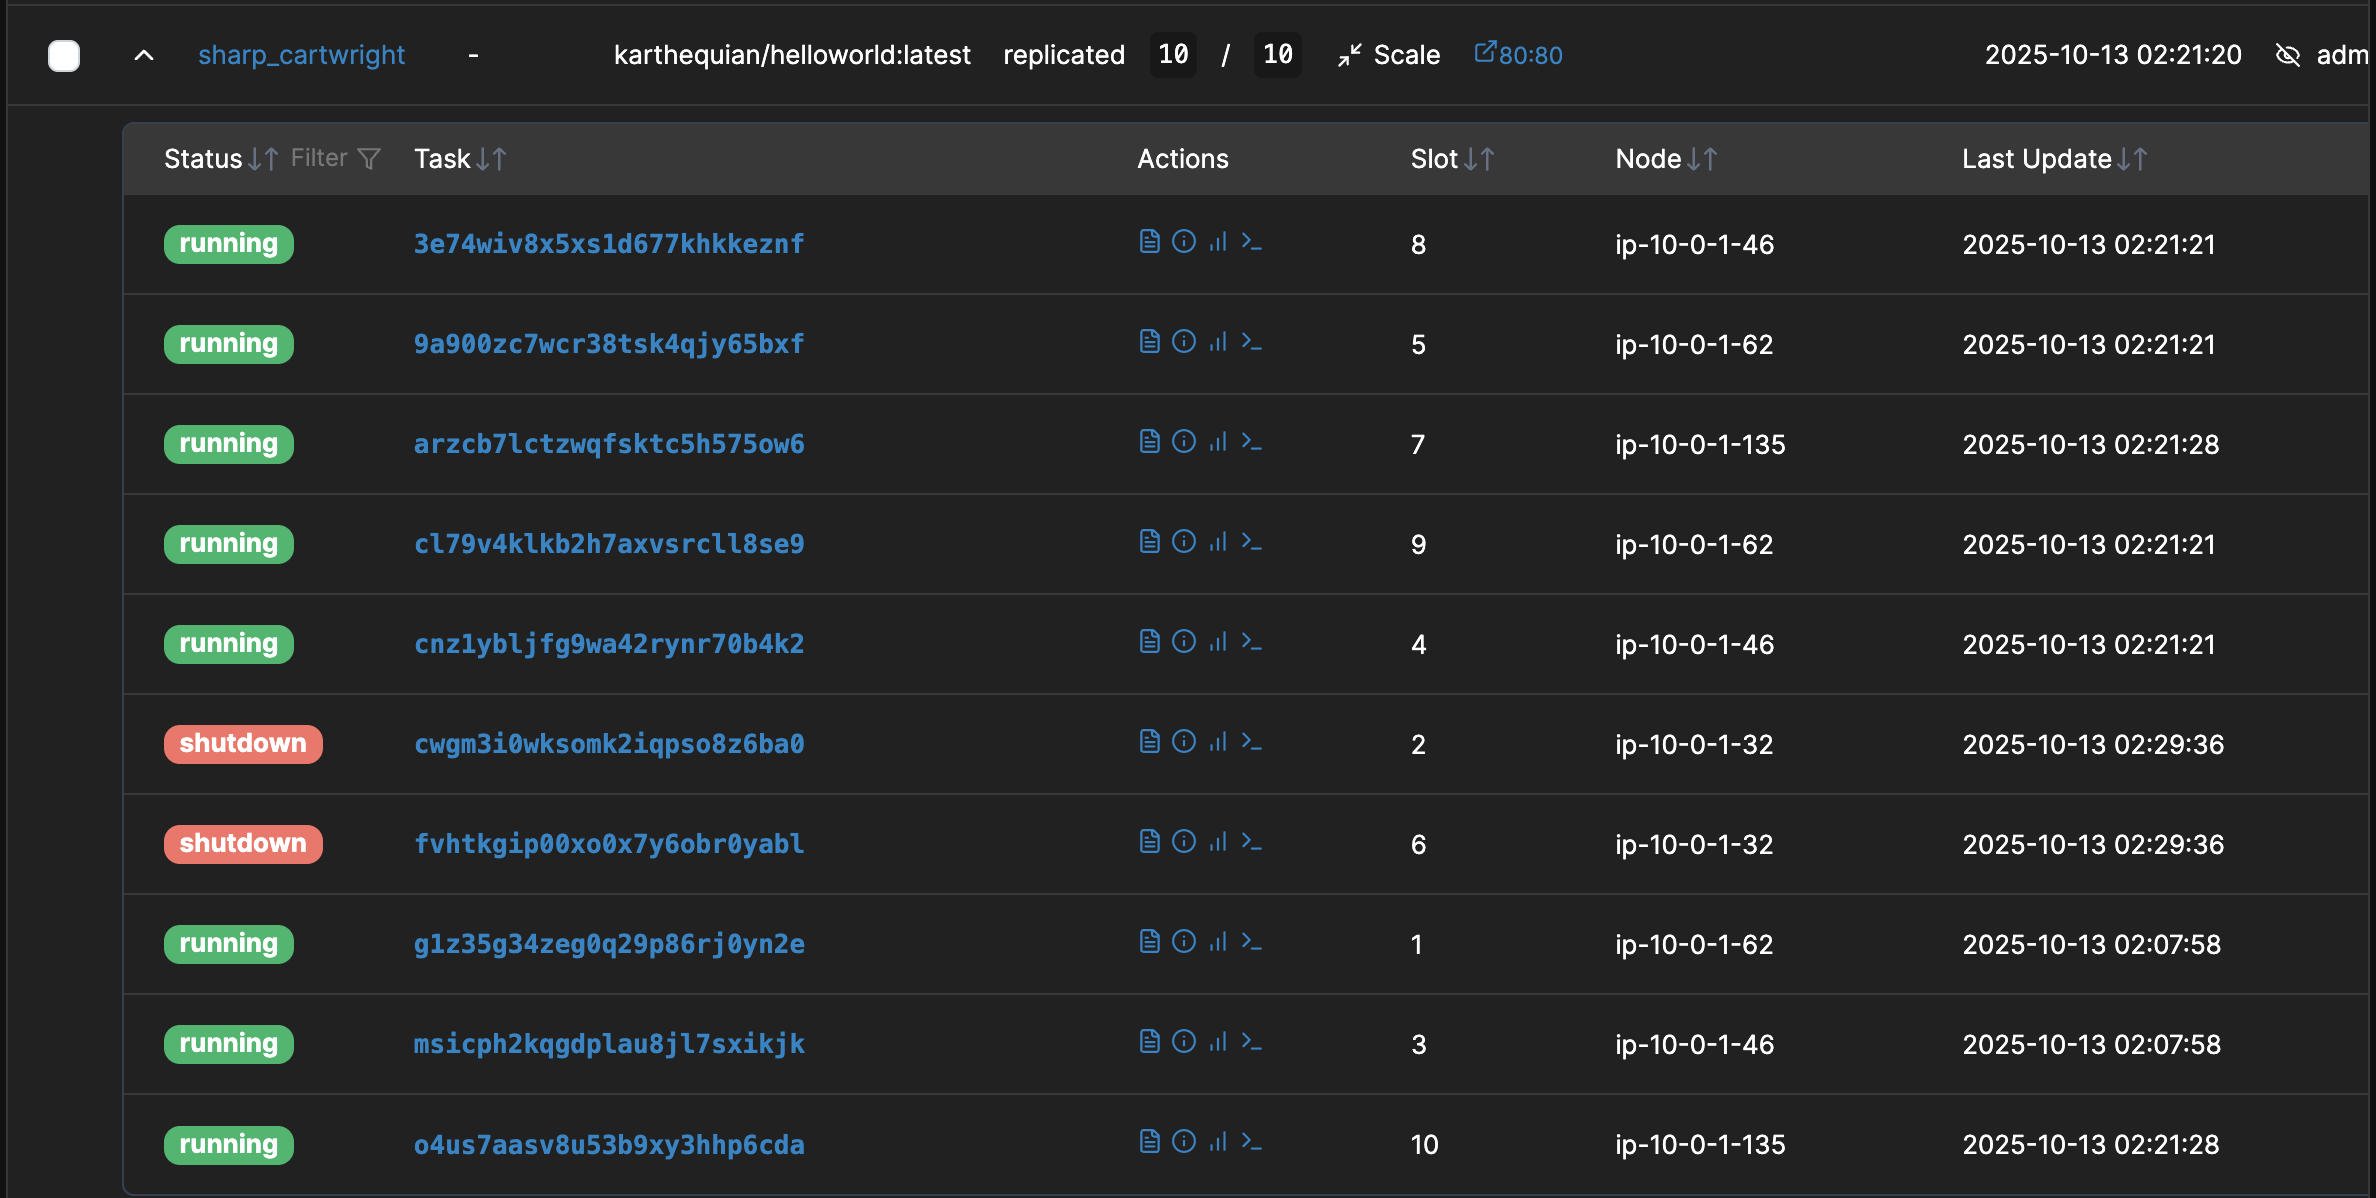 sharp_cartwright - karthequian/helloworld:latest replicated 10 / 10 Scale 80:80 2025-10-13 02:21:20 adm
Status Filter Task Actions Slot Node Last Update
running 3e74wiv8x5xs1d677khkkeznf 8 ip-10-0-1-46 2025-10-13 02:21:21
running 9a900zc7wcr38tsk4qjy65bxf 5 ip-10-0-1-62 2025-10-13 02:21:21
running arzcb7lctzwqfsktc5h575ow6 7 ip-10-0-1-135 2025-10-13 02:21:28
running cl79v4klkb2h7axvsrcll8se9 9 ip-10-0-1-62 2025-10-13 02:21:21
running cnz1ybljfg9wa42rynr70b4k2 4 ip-10-0-1-46 2025-10-13 02:21:21
shutdown cwgm3i0wksomk2iqpso8z6ba0 2 ip-10-0-1-32 2025-10-13 02:29:36
shutdown fvhtkgip00xo0x7y6obr0yabl 6 ip-10-0-1-32 2025-10-13 02:29:36
running g1z35g34zeg0q29p86rj0yn2e 1 ip-10-0-1-62 2025-10-13 02:07:58
running msicph2kqgdplau8jl7sxikjk 3 ip-10-0-1-46 2025-10-13 02:07:58
running o4us7aasv8u53b9xy3hhp6cda 10 ip-10-0-1-135 2025-10-13 02:21:28